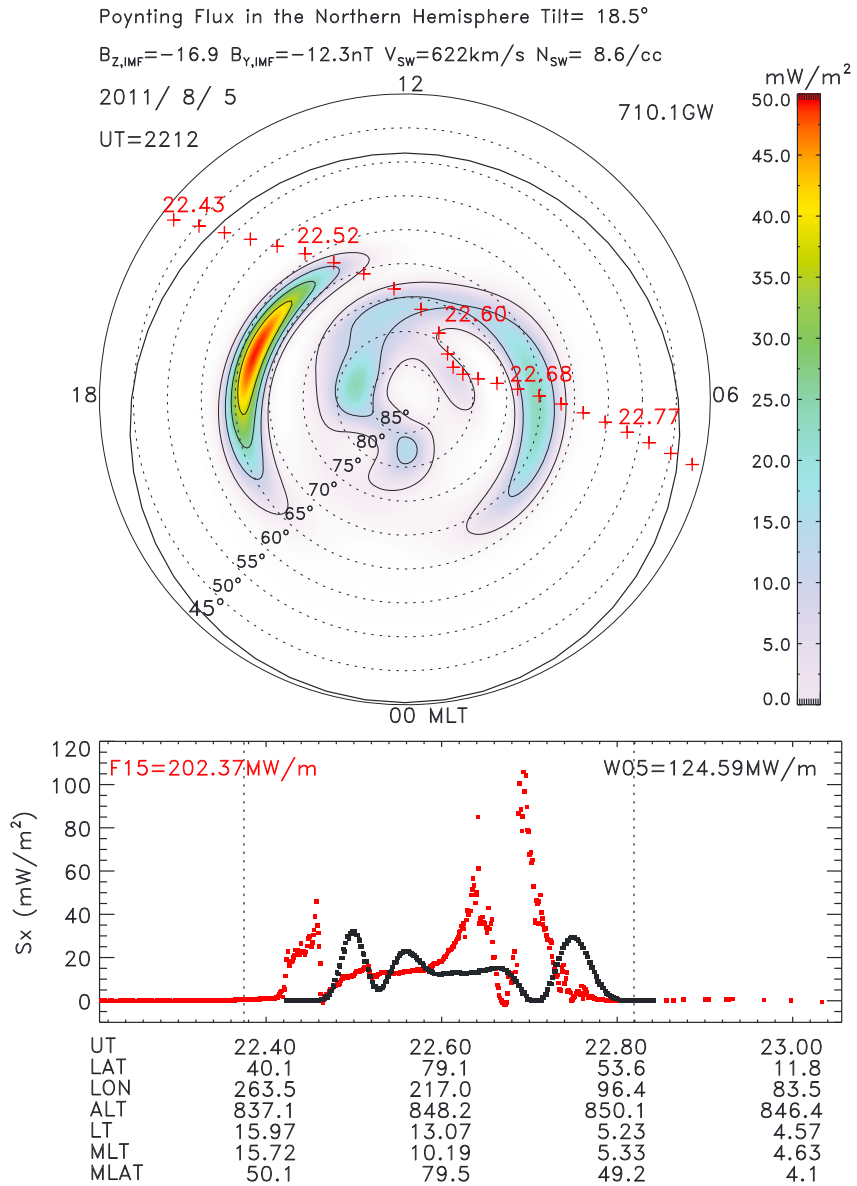 Poynting Flux in the Northern Hemisphere Tilt= 18.5°
B_Z,IMF=−16.9 B_Y,IMF=−12.3nT V_SW=622km/s N_SW= 8.6/cc
mW/m²
2011/ 8/ 5
12
710.1GW
UT=2212
50.0
45.0
40.0
35.0
30.0
25.0
20.0
15.0
10.0
5.0
0.0
22.43
22.52
22.60
22.68
22.77
18
06
85°
80°
75°
70°
65°
60°
55°
50°
45°
00 MLT
F15=202.37MW/m
W05=124.59MW/m
Sx (mW/m²)
120
100
80
60
40
20
0
UT 22.40 22.60 22.80 23.00
LAT 40.1 79.1 53.6 11.8
LON 263.5 217.0 96.4 83.5
ALT 837.1 848.2 850.1 846.4
LT 15.97 13.07 5.23 4.57
MLT 15.72 10.19 5.33 4.63
MLAT 50.1 79.5 49.2 4.1